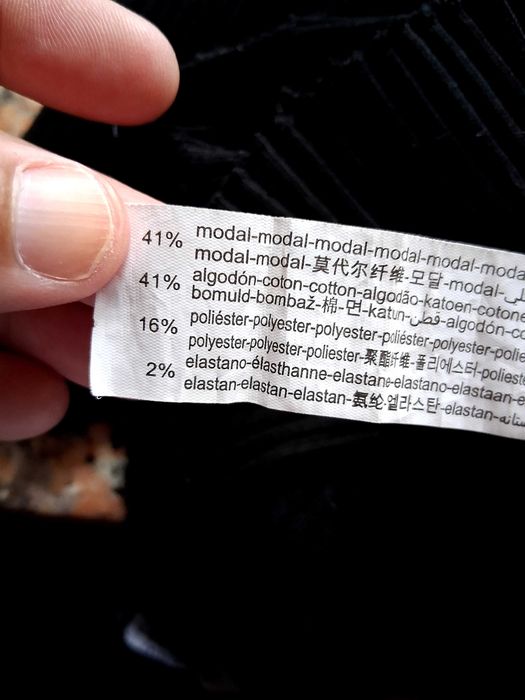 41% modal-modal-modal-modal-modal-moda
modal-modal-莫代尔纤维-모달-modal-
41% algodón-coton-cotton-algodão-katoen-cotone
bomuld-bombaž-棉-면-katun-قطن-algodón-co
16% poliéster-polyester-polyester-poliéster-polyester-polie
polyester-polyester-poliester-聚酯纤维-폴리에스터-poliest
2% elastano-élasthanne-elastane-elastano-elastaan-e
elastan-elastan-elastan-氨纶-엘라스탄-elastan-